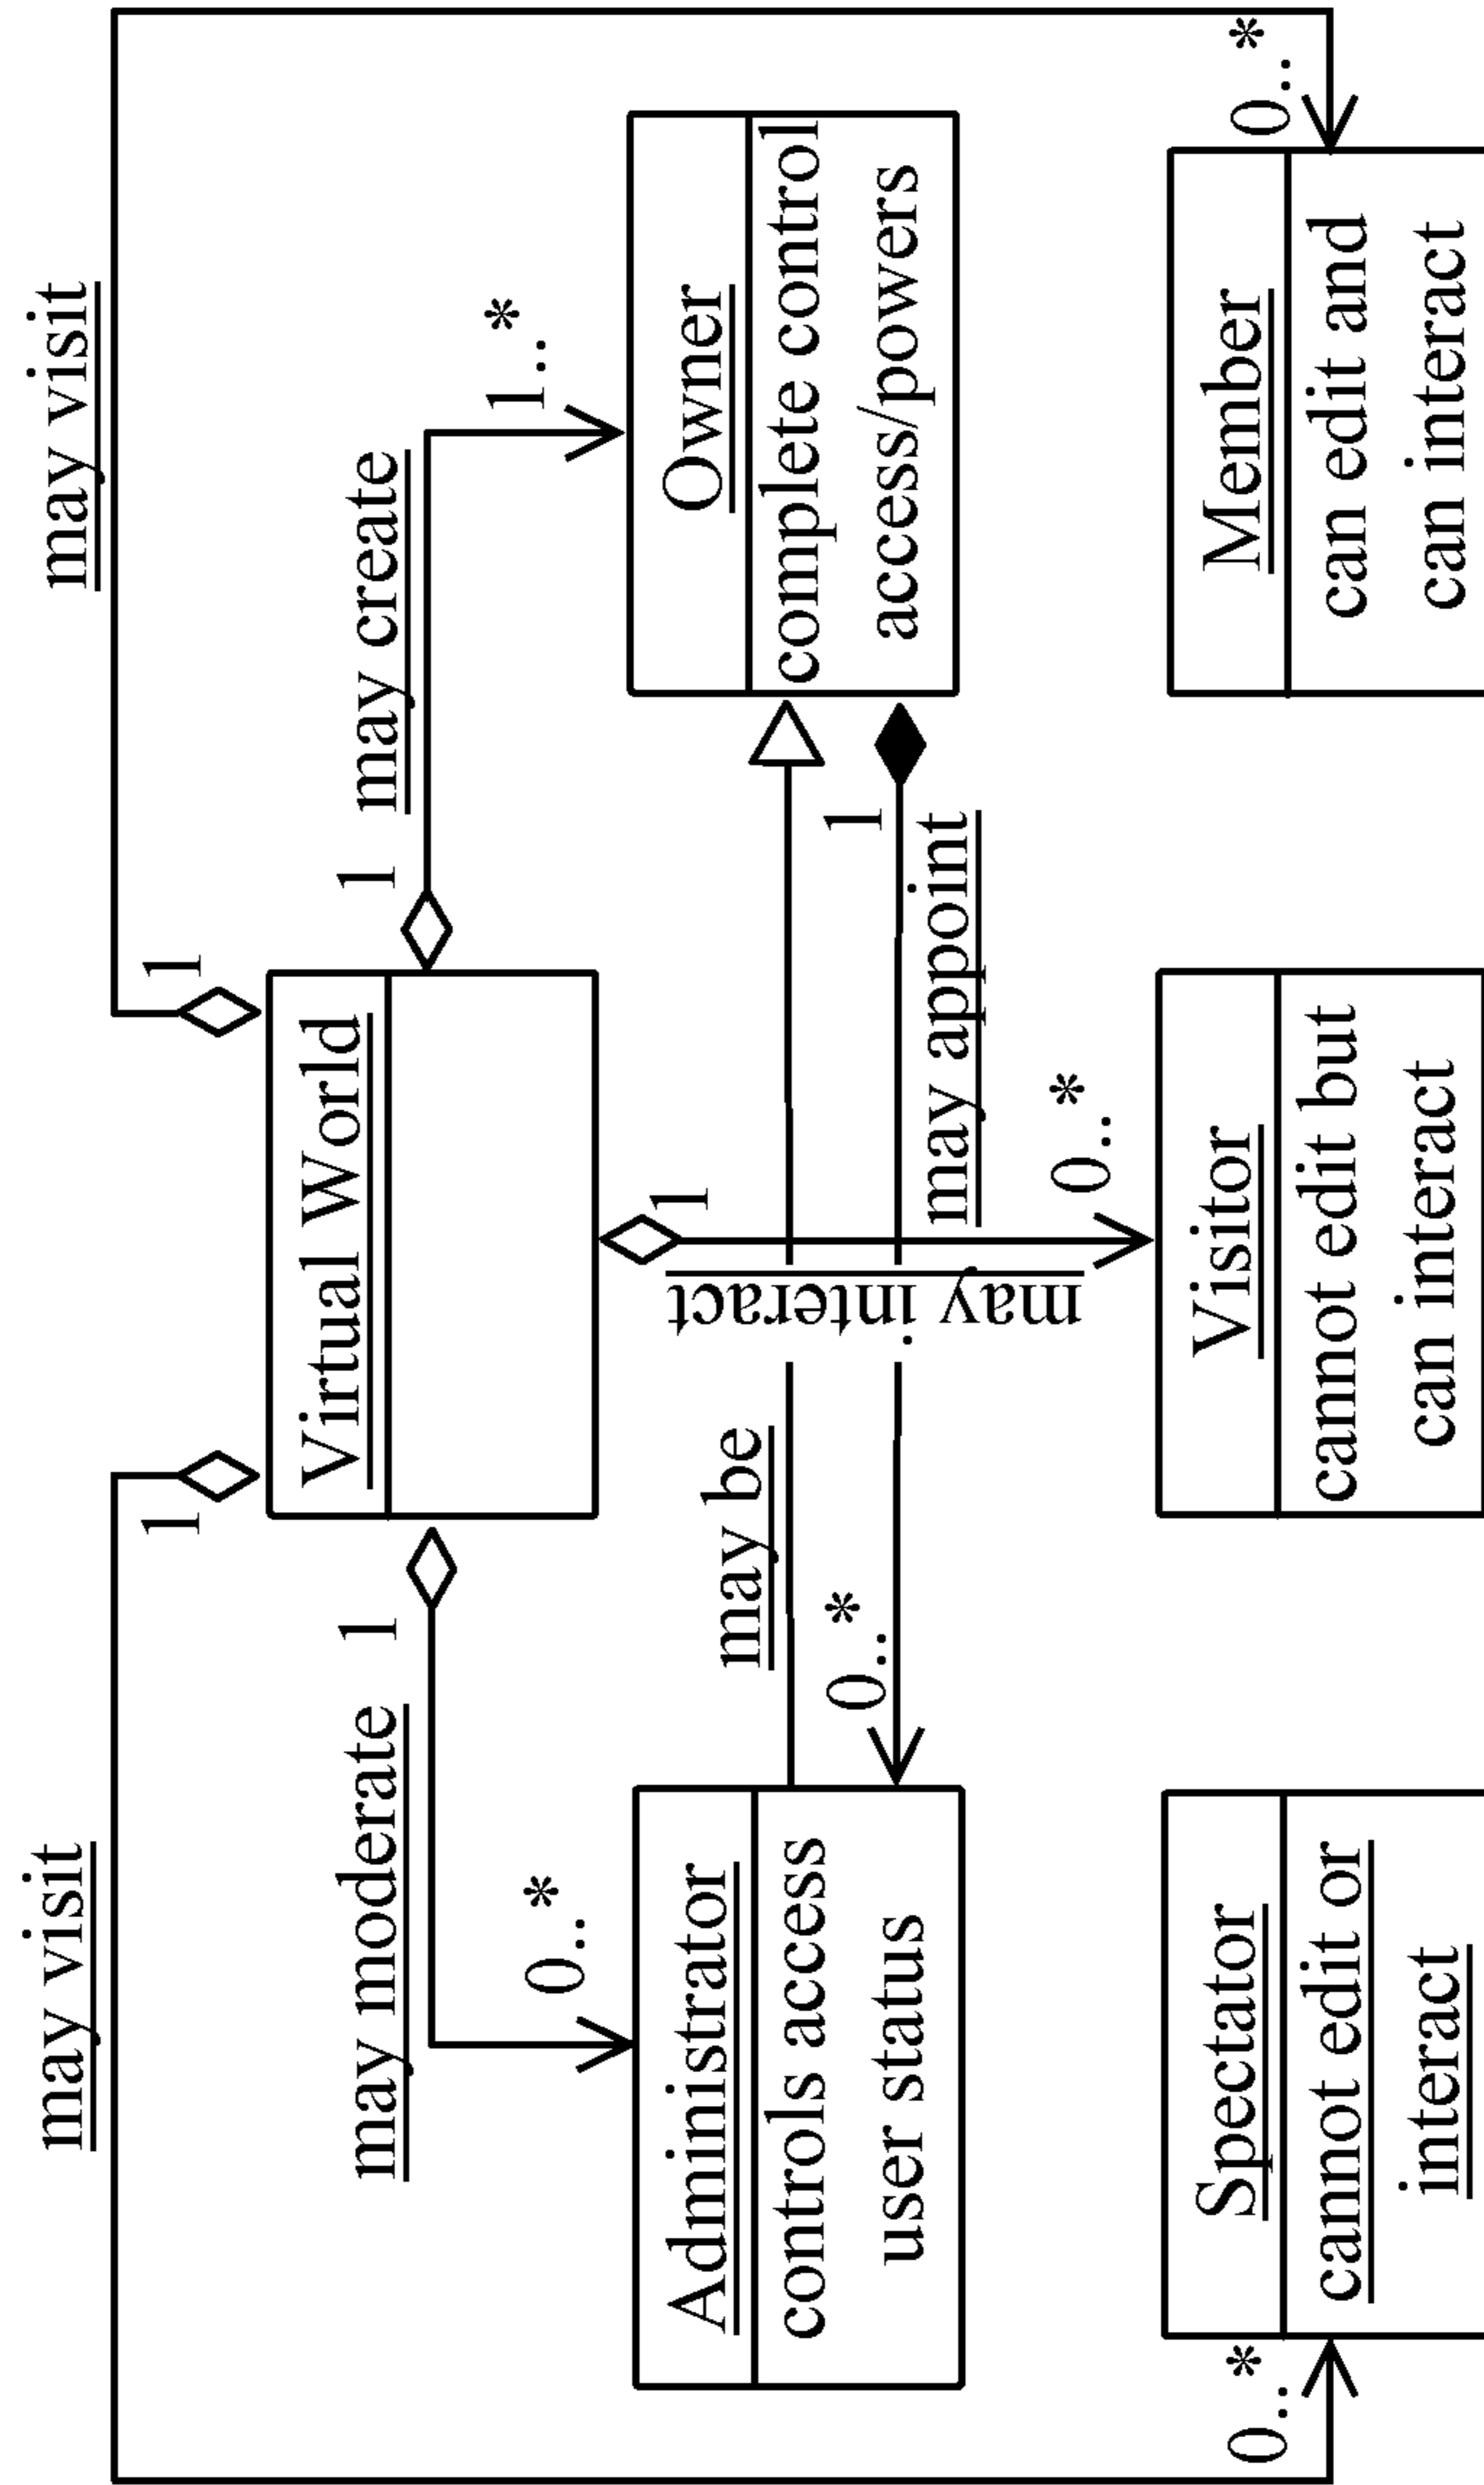 may visit
may visit
1
1
Virtual World
may moderate
1
1
may create
0..*
1..*
Administrator
controls access
user status
may be
1
may interact
Owner
complete control
access/powers
0..*
1
may appoint
0..*
0..*
Spectator
cannot edit or
interact
Visitor
cannot edit but
can interact
0..*
Member
can edit and
can interact